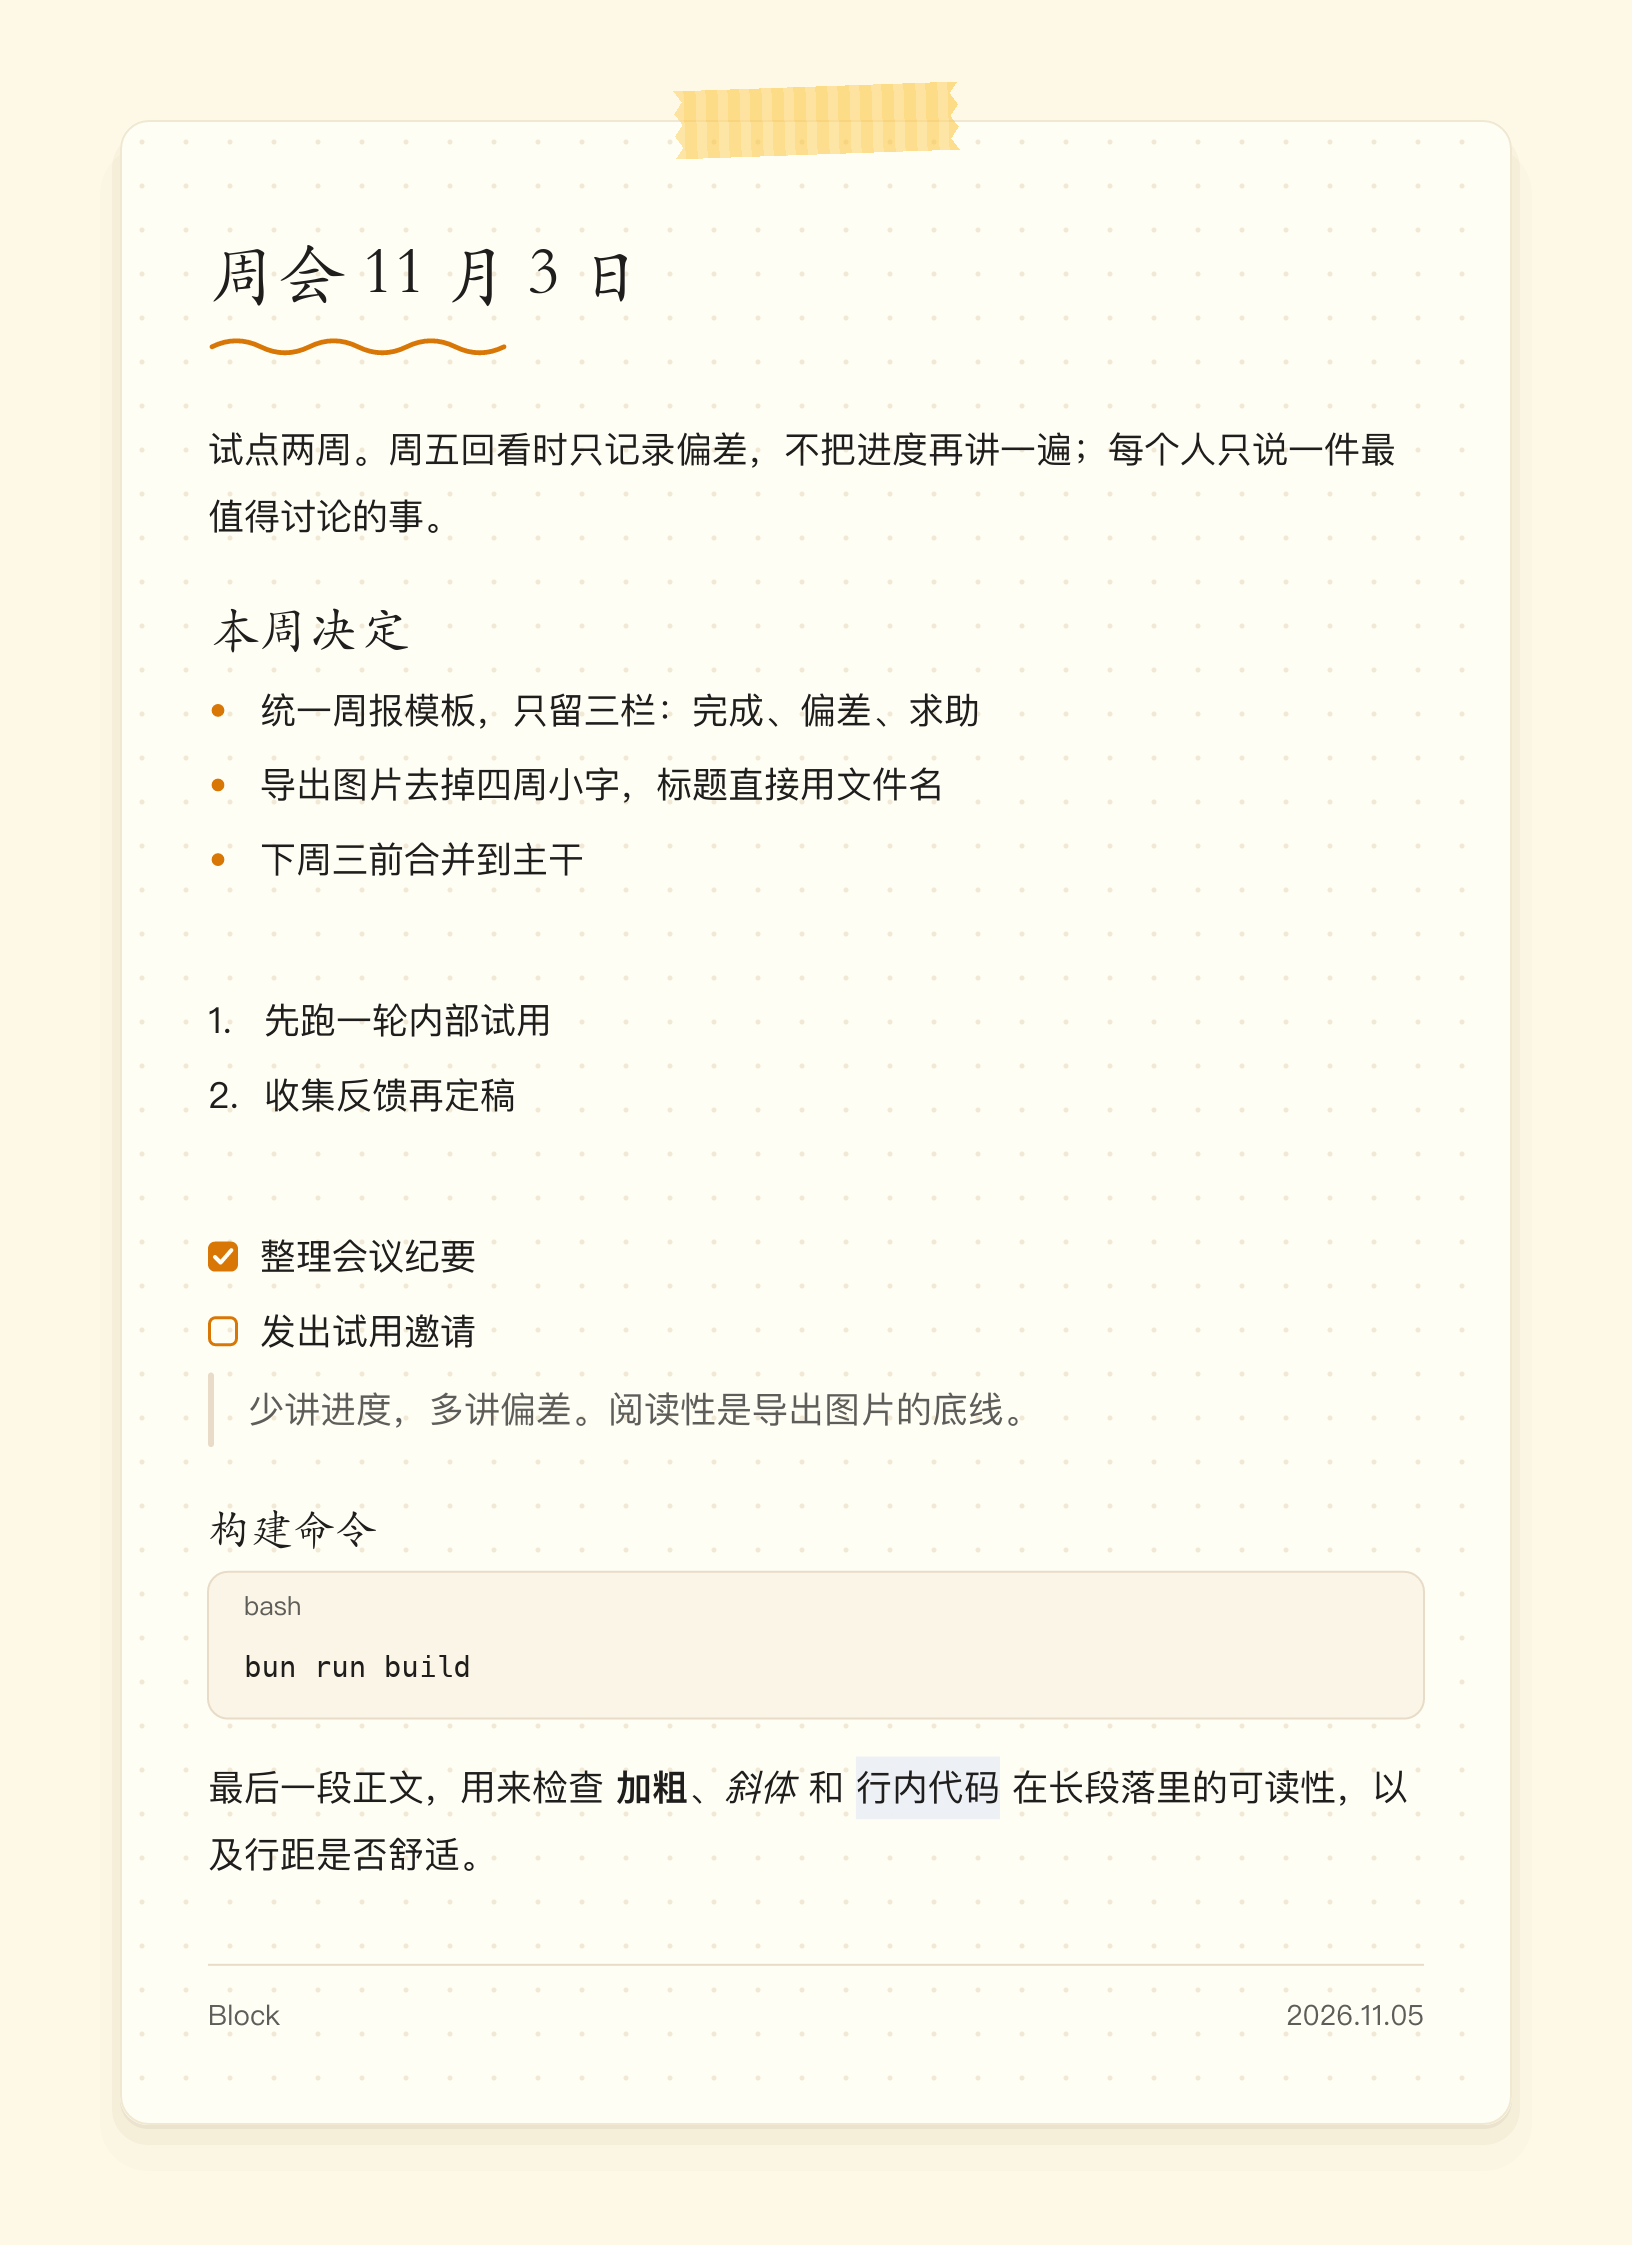 周会 11 月 3 日
试点两周。周五回看时只记录偏差，不把进度再讲一遍；每个人只说一件最
值得讨论的事。
本周决定
• 统一周报模板，只留三栏：完成、偏差、求助
• 导出图片去掉四周小字，标题直接用文件名
• 下周三前合并到主干
1. 先跑一轮内部试用
2. 收集反馈再定稿
整理会议纪要
发出试用邀请
少讲进度，多讲偏差。阅读性是导出图片的底线。
构建命令
bash
bun run build
最后一段正文，用来检查 加粗、斜体 和 行内代码 在长段落里的可读性，以
及行距是否舒适。
Block 2026.11.05